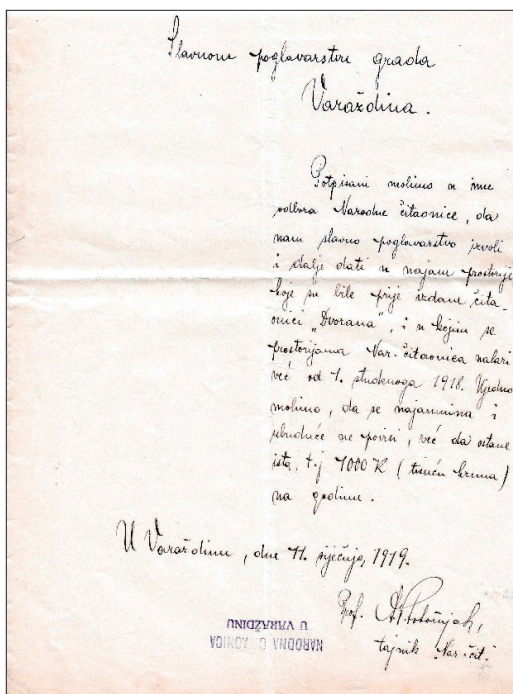 Slavnom poglavarstvu grada
Varaždina.
Potpisani molimo u ime
odbora Narodne čitaonice, da
nam slavno poglavarstvo izvoli
i dalje dati u najam prostorije
koje su bile prije izdane čita-
onici „Dvorana", i u kojim se
prostorijama Nar. čitaonica nalazi
već od 1. studenoga 1918. Ujedno
molimo, da se najamnina i
ubuduće ne povisi, već da ostane
ista, t.j 1000 K (tisuću kruna)
na godinu.
U Varaždinu, dne 11. siječnja, 1919.
Prof.
tajnik Nar. čit.
NARODNA ČITAONICA
U VARAŽDINU